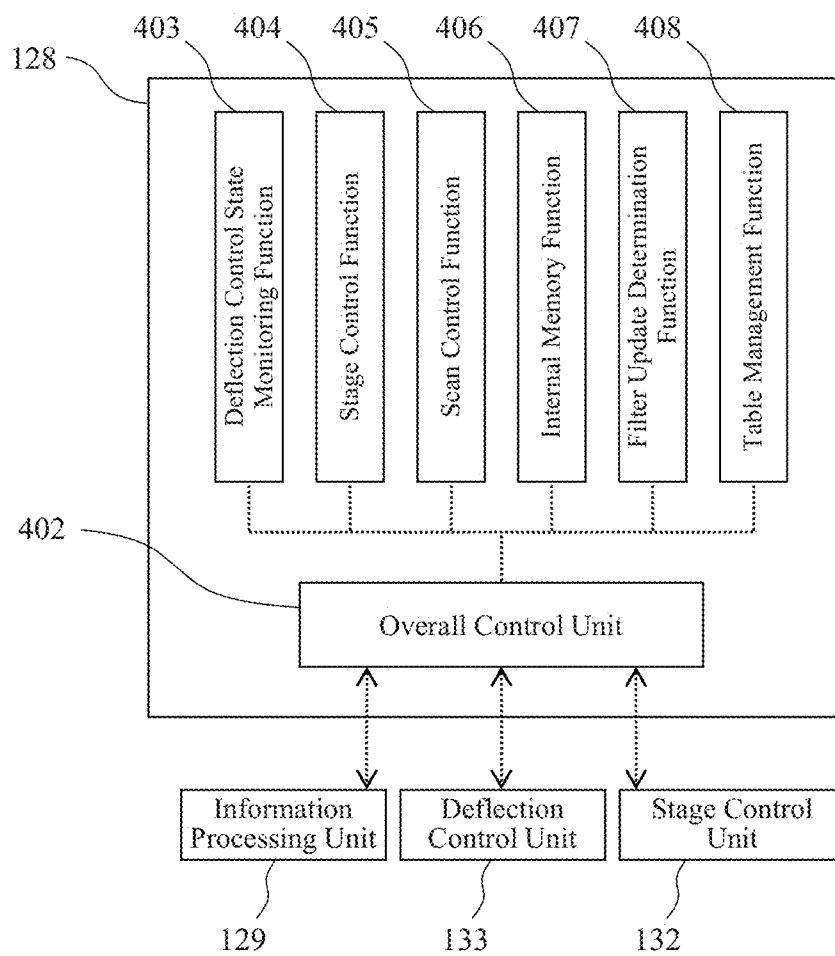 403 404 405 406 407 408
128
Deflection Control State
Monitoring Function
Stage Control Function
Scan Control Function
Internal Memory Function
Filter Update Determination
Function
Table Management Function
402
Overall Control Unit
Information
Processing Unit
Deflection
Control Unit
Stage Control
Unit
129 133 132